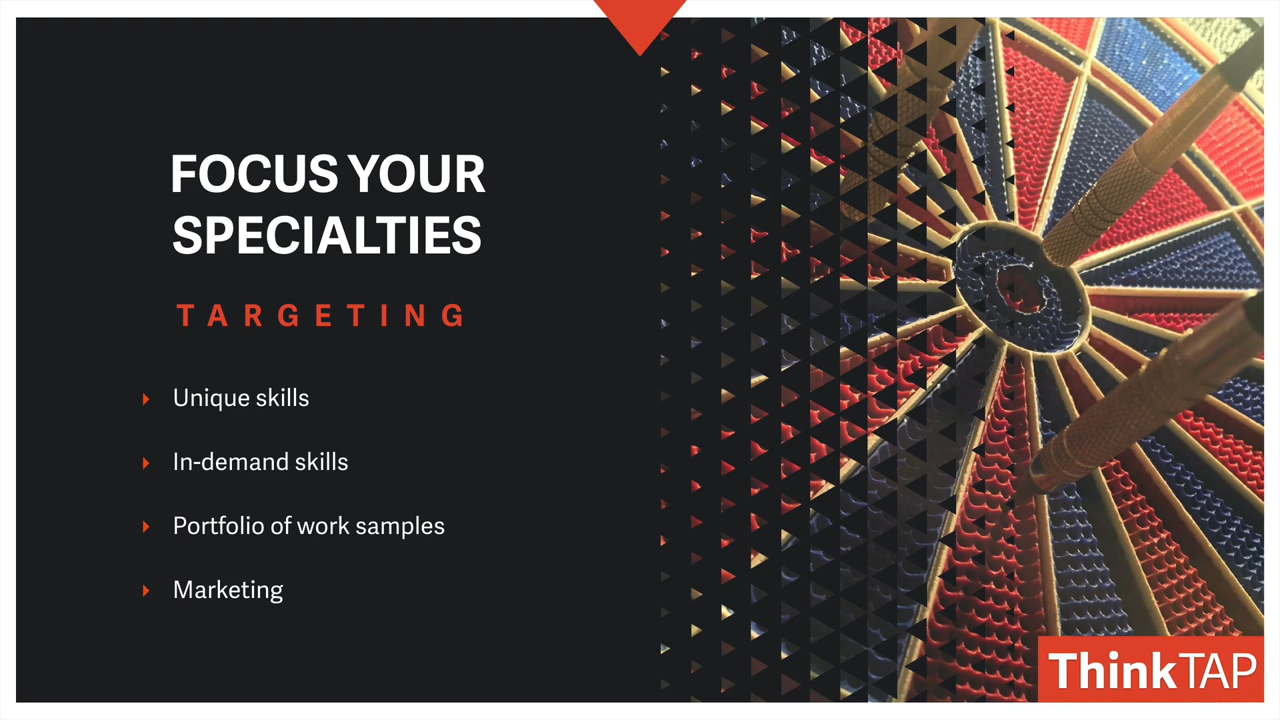 FOCUS YOUR
SPECIALTIES
TARGETING
Unique skills
In-demand skills
Portfolio of work samples
Marketing
ThinkTAP